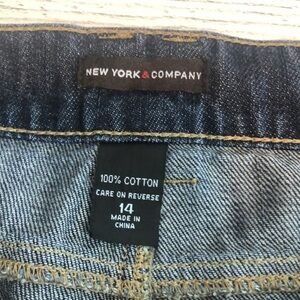 NEW YORK & COMPANY
100% COTTON
CARE ON REVERSE
14
MADE IN
CHINA